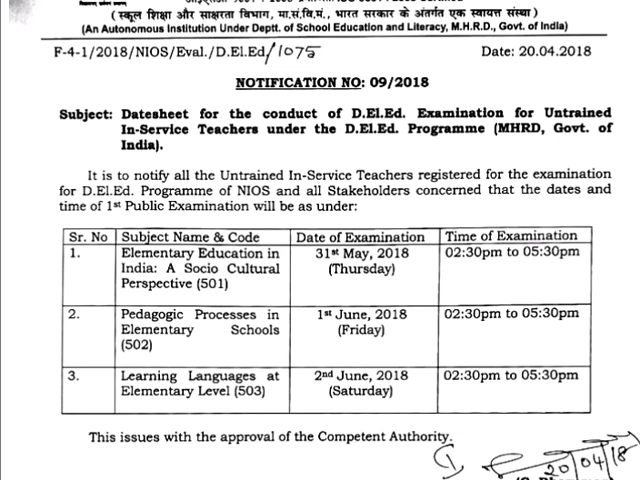 ( स्कूल शिक्षा और साक्षरता विभाग, मा.सं.वि.मं., भारत सरकार के अंतर्गत एक स्वायत्त संस्था )
(An Autonomous Institution Under Deptt. of School Education and Literacy, M.H.R.D., Govt. of India)
F-4-1/2018/NIOS/Eval./D.El.Ed/1075 Date: 20.04.2018
NOTIFICATION NO: 09/2018
Subject: Datesheet for the conduct of D.El.Ed. Examination for Untrained
In-Service Teachers under the D.El.Ed. Programme (MHRD, Govt. of
India).
It is to notify all the Untrained In-Service Teachers registered for the examination
for D.El.Ed. Programme of NIOS and all Stakeholders concerned that the dates and
time of 1st Public Examination will be as under:
Sr. No Subject Name & Code Date of Examination Time of Examination
1. Elementary Education in 31st May, 2018 02:30pm to 05:30pm
India: A Socio Cultural (Thursday)
Perspective (501)
2. Pedagogic Processes in 1st June, 2018 02:30pm to 05:30pm
Elementary Schools (Friday)
(502)
3. Learning Languages at 2nd June, 2018 02:30pm to 05:30pm
Elementary Level (503) (Saturday)
This issues with the approval of the Competent Authority.
20/04/18